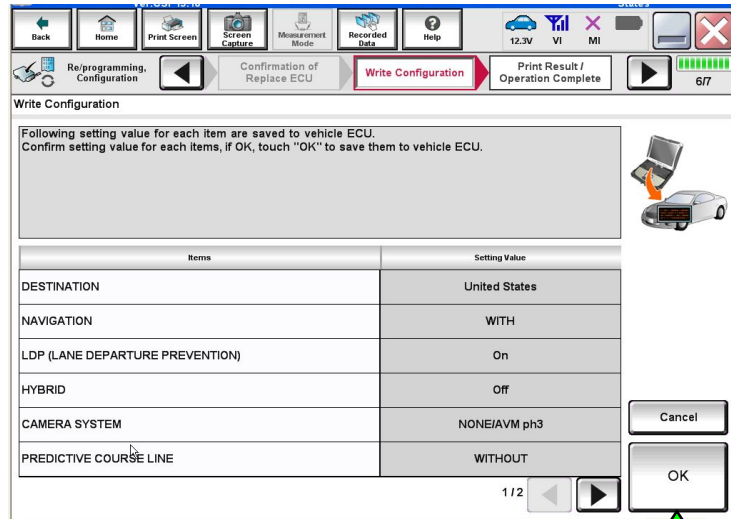 Back
Home
Print Screen
Screen
Capture
Measurement
Mode
Recorded
Data
Help
12.3V
VI
MI
Re/programming,
Configuration
Confirmation of
Replace ECU
Write Configuration
Print Result /
Operation Complete
6/7
Write Configuration
Following setting value for each item are saved to vehicle ECU.
Confirm setting value for each items, if OK, touch "OK" to save them to vehicle ECU.
Items
Setting Value
DESTINATION
United States
NAVIGATION
WITH
LDP (LANE DEPARTURE PREVENTION)
On
HYBRID
Off
CAMERA SYSTEM
NONE/AVM ph3
PREDICTIVE COURSE LINE
WITHOUT
1/2
Cancel
OK